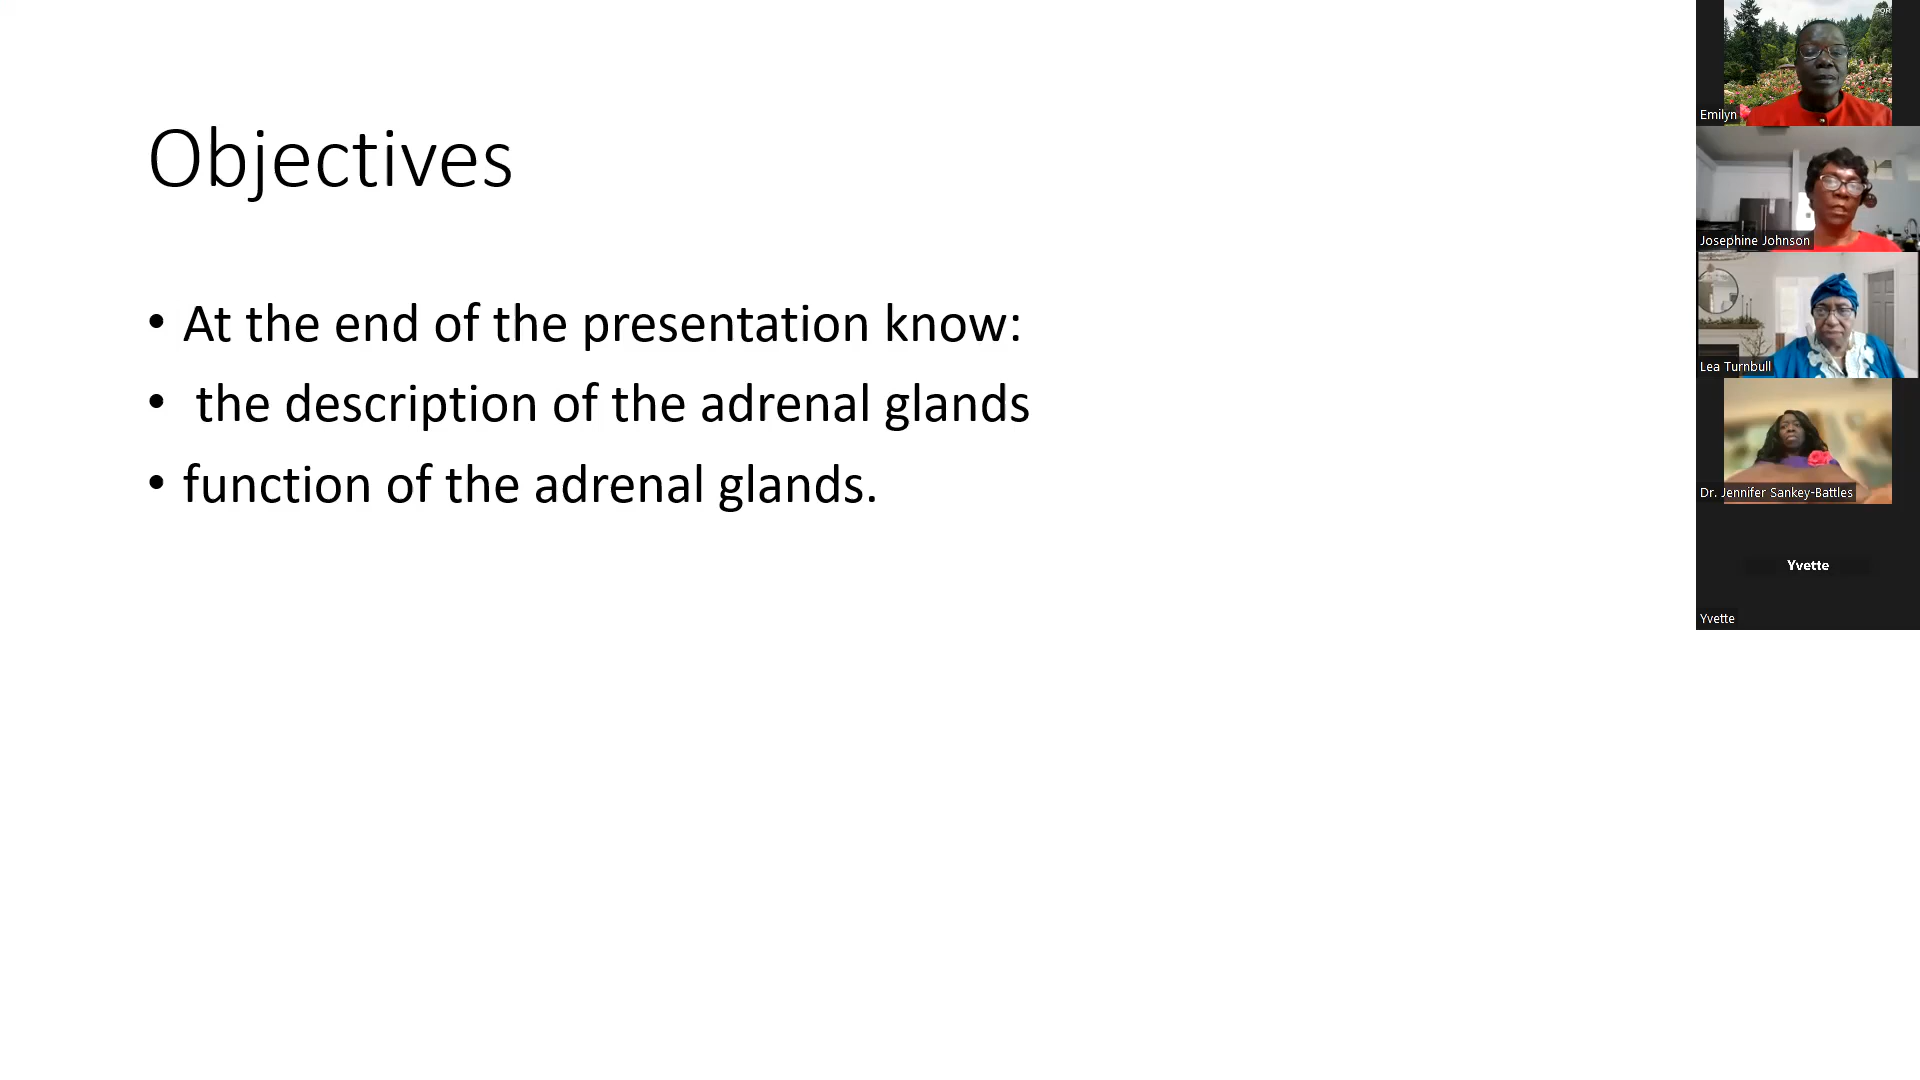 Objectives
• At the end of the presentation know:
• the description of the adrenal glands
• function of the adrenal glands.
Emilyn
Josephine Johnson
Lea Turnbull
Dr. Jennifer Sankey-Battles
Yvette
Yvette